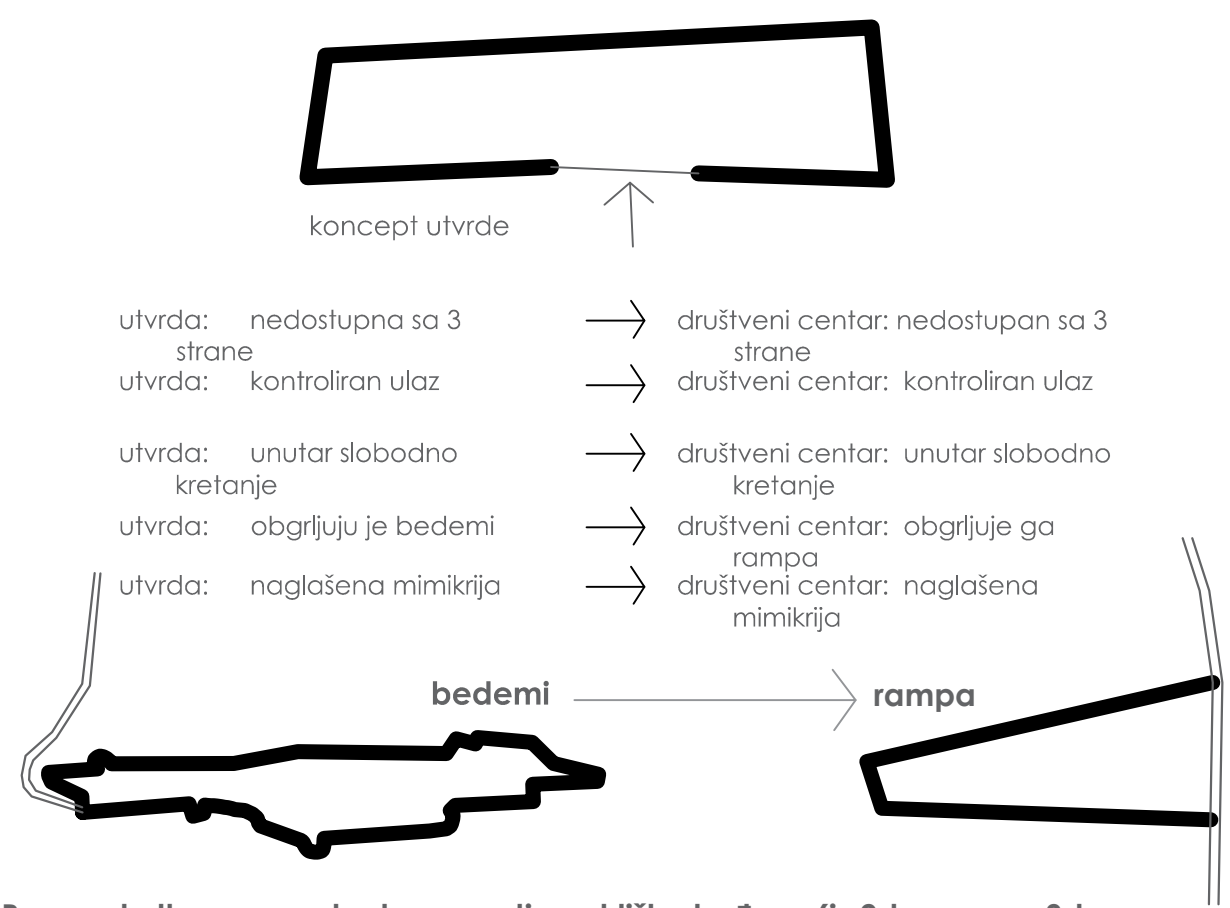 koncept utvrde
utvrda: nedostupna sa 3 strane → društveni centar: nedostupan sa 3 strane
utvrda: kontroliran ulaz → društveni centar: kontroliran ulaz
utvrda: unutar slobodno kretanje → društveni centar: unutar slobodno kretanje
utvrda: obgrljuju je bedemi → društveni centar: obgrljuje ga rampa
utvrda: naglašena mimikrija → društveni centar: naglašena mimikrija
bedemi → rampa